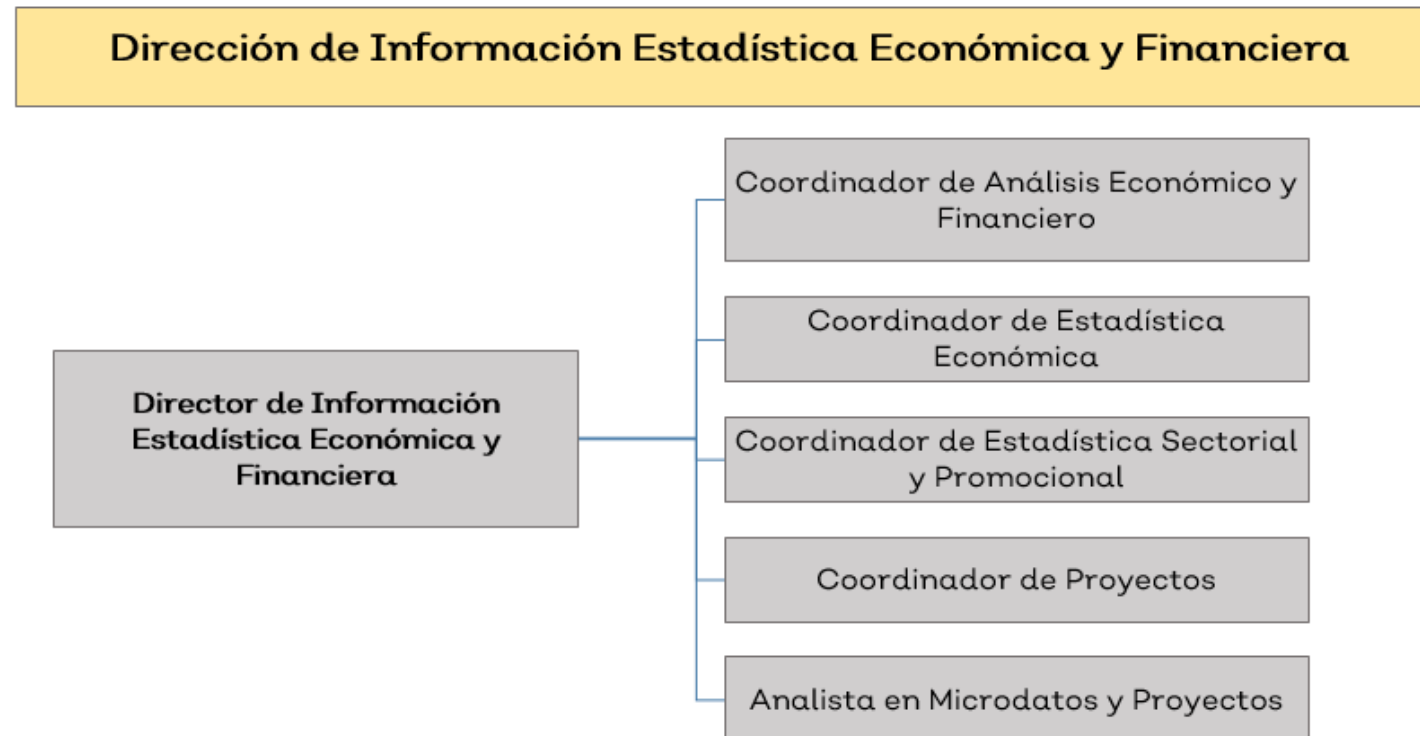 Dirección de Información Estadística Económica y Financiera
Director de Información
Estadística Económica y
Financiera
Coordinador de Análisis Económico y
Financiero
Coordinador de Estadística
Económica
Coordinador de Estadística Sectorial
y Promocional
Coordinador de Proyectos
Analista en Microdatos y Proyectos